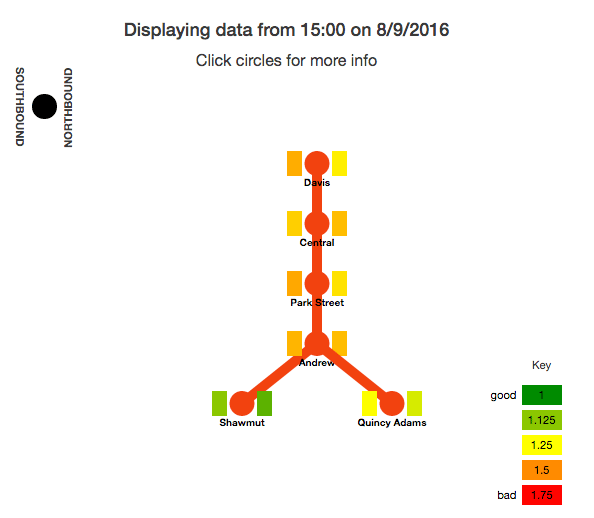 Displaying data from 15:00 on 8/9/2016
Click circles for more info
SOUTHBOUND
NORTHBOUND
Davis
Central
Park Street
Andrew
Shawmut
Quincy Adams
Key
good 1
1.125
1.25
1.5
bad 1.75